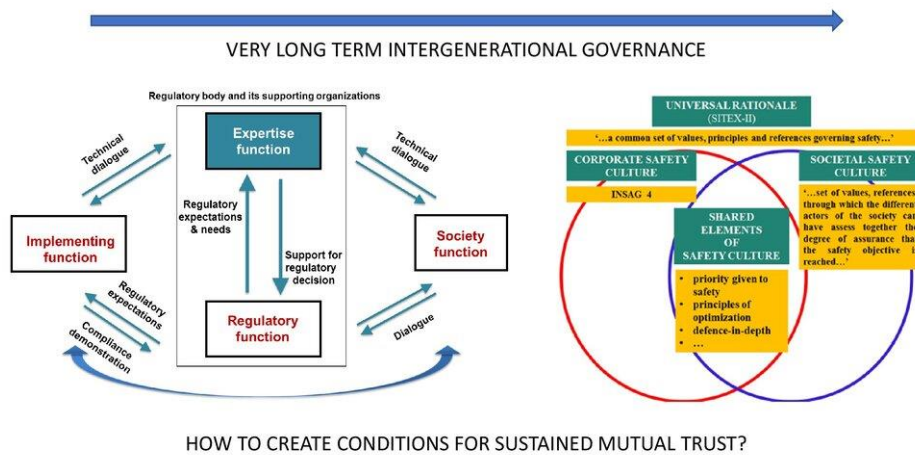 VERY LONG TERM INTERGENERATIONAL GOVERNANCE
Regulatory body and its supporting organizations
Expertise
function
Technical
dialogue
Technical
dialogue
Regulatory
expectations
& needs
Implementing
function
Society
function
Support for
regulatory
decision
Regulatory
expectations
Compliance
demonstration
Regulatory
function
Dialogue
UNIVERSAL RATIONALE
(SITEX-II)
‘…a common set of values, principles and references governing safety…’
CORPORATE SAFETY
CULTURE
INSAG 4
SOCIETAL SAFETY
CULTURE
‘…set of values, references
through which the different
actors of the society can
have assess together the
degree of assurance that
the safety objective is
reached…’
SHARED
ELEMENTS
OF
SAFETY CULTURE
• priority given to
safety
• principles of
optimization
• defence-in-depth
• …
HOW TO CREATE CONDITIONS FOR SUSTAINED MUTUAL TRUST?